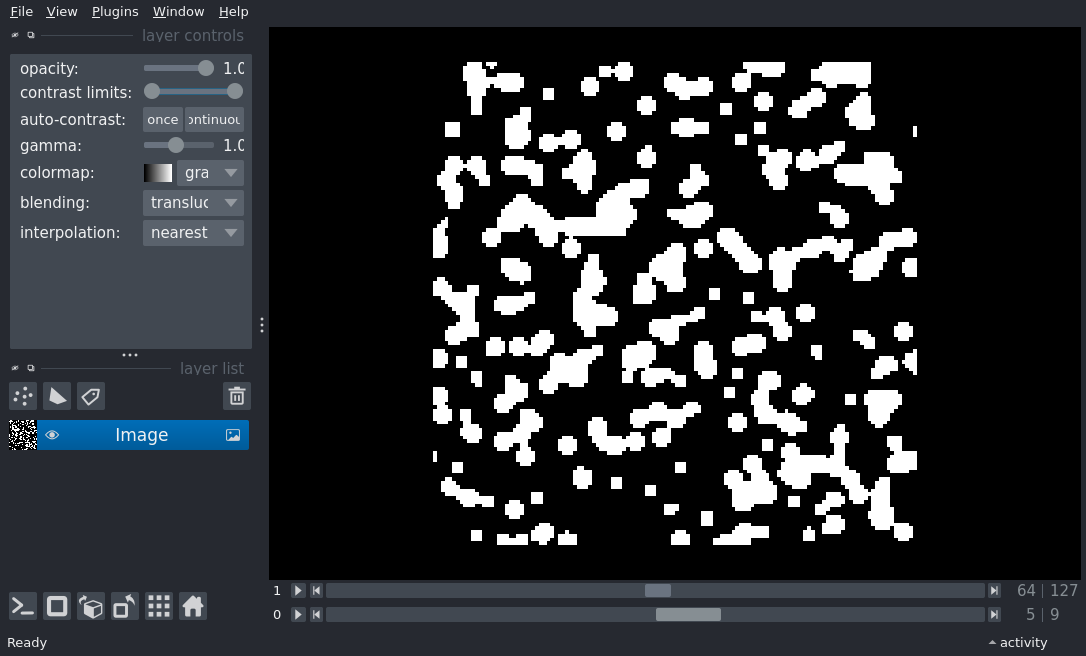 File View Plugins Window Help
layer controls
opacity: 1.0
contrast limits:
auto-contrast: once ontinuou
gamma: 1.0
colormap: gra
blending: transluc
interpolation: nearest
layer list
Image
1 64 127
0 5 9
Ready activity